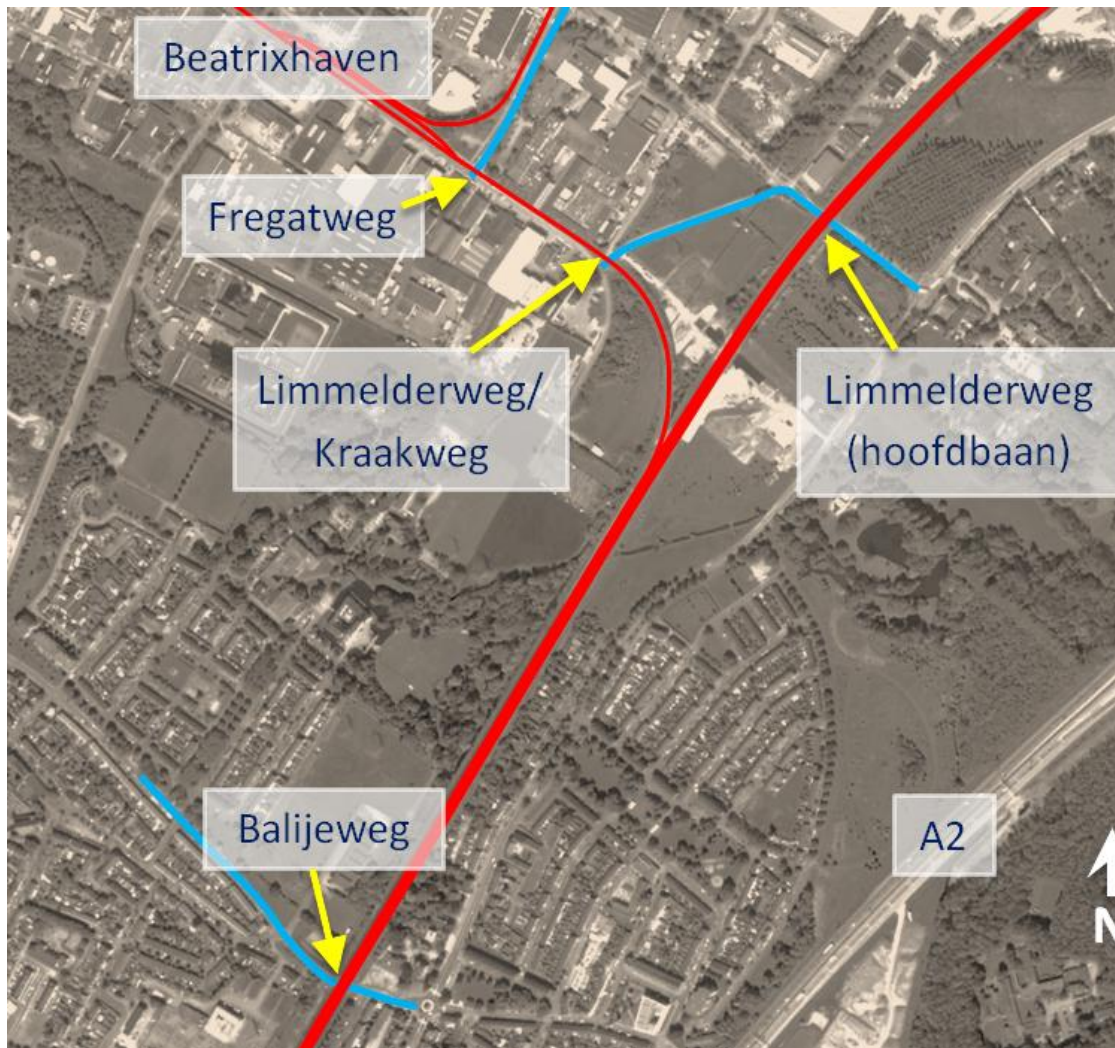 Beatrixhaven
Fregatweg
Limmelderweg/
Kraakweg
Limmelderweg
(hoofdbaan)
Balijeweg
A2
N